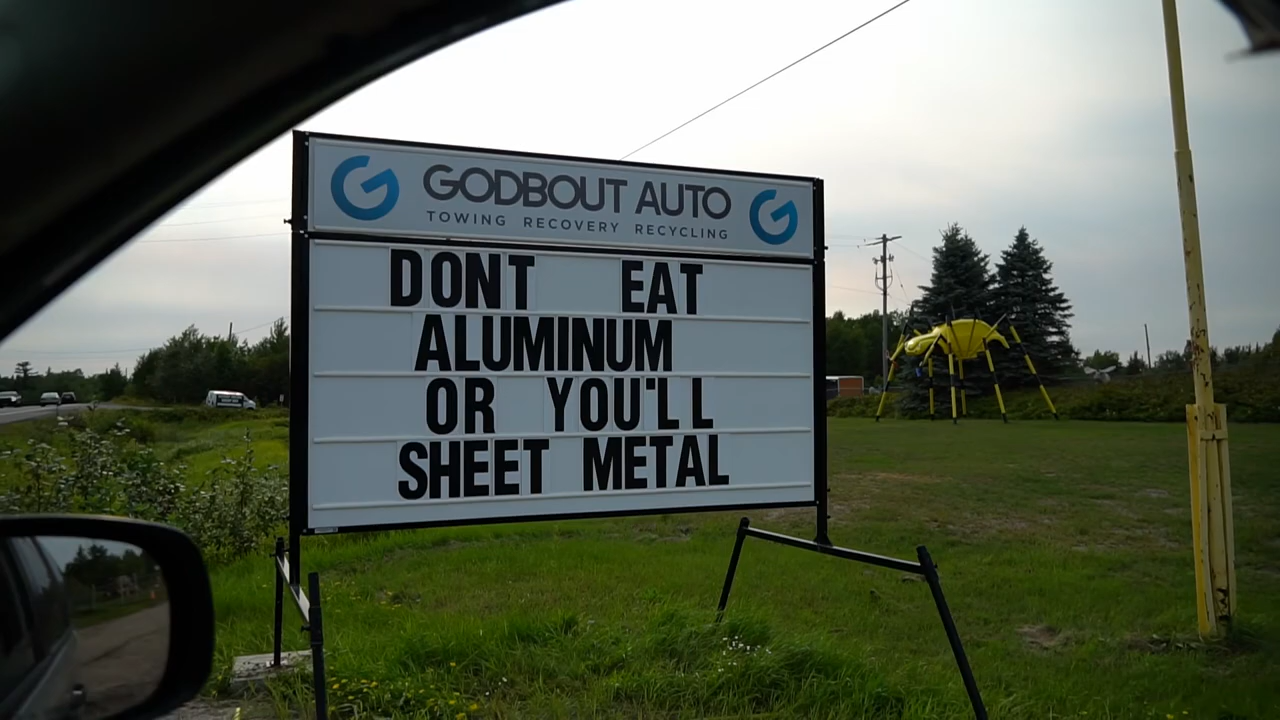 GODBOUT AUTO
TOWING RECOVERY RECYCLING
DONT EAT
ALUMINUM
OR YOU'LL
SHEET METAL